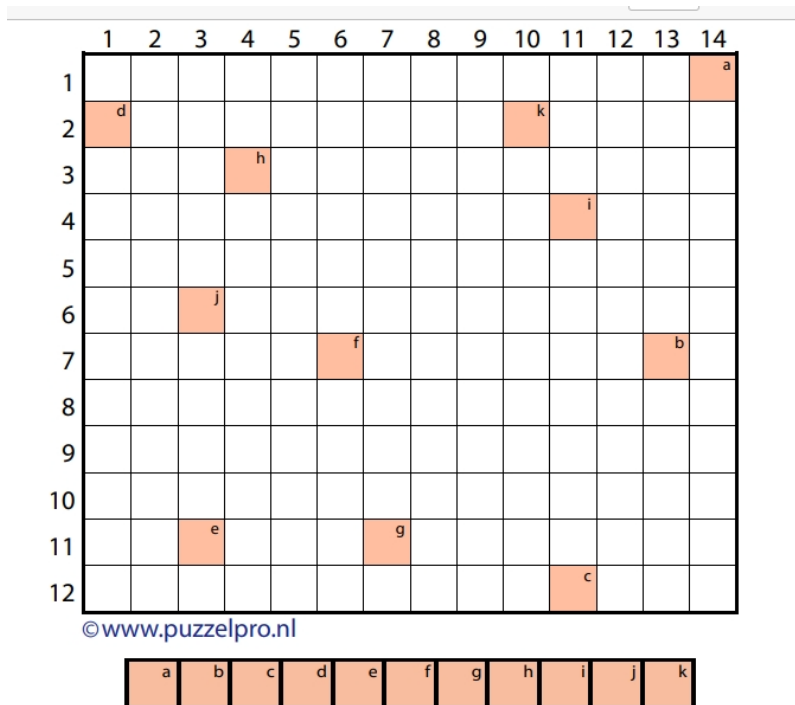 1 2 3 4 5 6 7 8 9 10 11 12 13 14
1 a
2 d k
3 h
4 i
5
6 j
7 f b
8
9
10
11 e g
12 c
©www.puzzelpro.nl
a b c d e f g h i j k